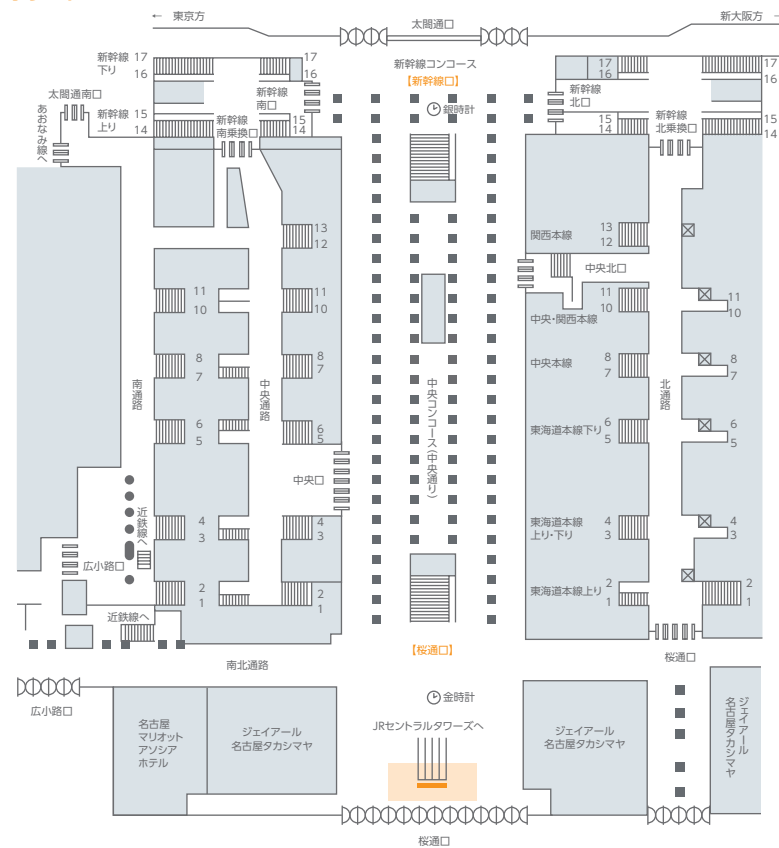 ← 東京方
太閤通口
新大阪方→
新幹線
下り
17
16
17
16
新幹線コンコース
【新幹線口】
17
16
17
16
太閤通南口
新幹線
南口
新幹線
北口
あおなみ線へ
新幹線
上り
15
14
新幹線
南乗換口
15
14
銀時計
15
14
新幹線
北乗換口
15
14
13
12
関西本線
13
12
中央北口
11
10
11
10
中央・関西本線
11
10
11
10
8
7
8
7
中央本線
8
7
8
7
南通路
中央通路
中央コンコース(中央通り)
北通路
6
5
6
5
東海道本線下り
6
5
6
5
中央口
近鉄線へ
4
3
4
3
東海道本線
上り・下り
4
3
4
3
広小路口
2
1
2
1
東海道本線上り
2
1
2
1
近鉄線へ
【桜通口】
桜通口
南北通路
広小路口
金時計
名古屋
マリオット
アソシア
ホテル
ジェイアール
名古屋タカシマヤ
JRセントラルタワーズへ
ジェイアール
名古屋タカシマヤ
ジェイアール
名古屋タカシマヤ
桜通口